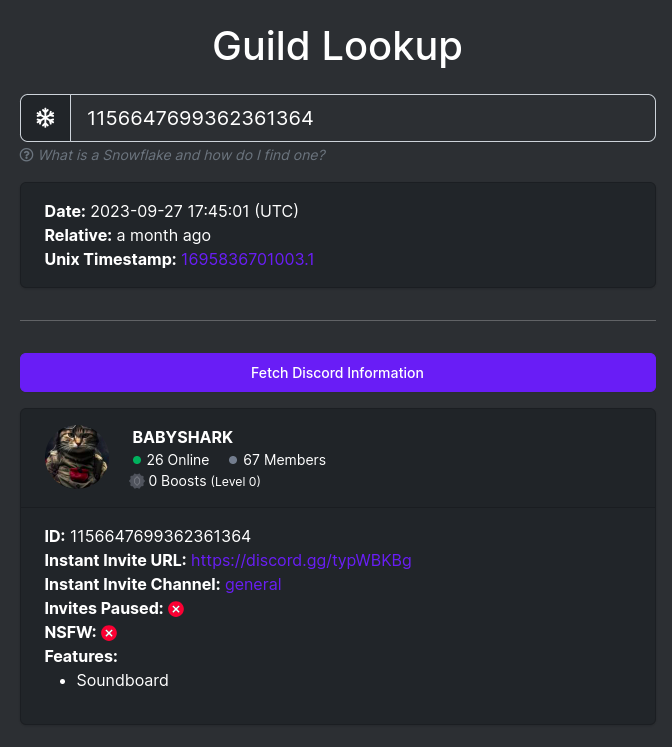 Guild Lookup
1156647699362361364
What is a Snowflake and how do I find one?
Date: 2023-09-27 17:45:01 (UTC)
Relative: a month ago
Unix Timestamp: 1695836701003.1
Fetch Discord Information
BABYSHARK
26 Online 67 Members
0 Boosts (Level 0)
ID: 1156647699362361364
Instant Invite URL: https://discord.gg/typWBKBg
Instant Invite Channel: general
Invites Paused:
NSFW:
Features:
• Soundboard